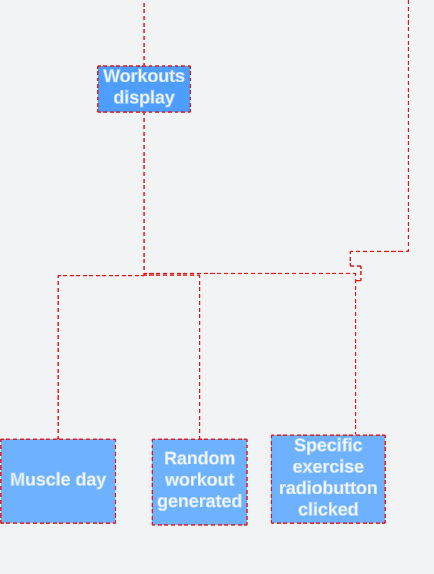 Workouts
display
Muscle day
Random
workout
generated
Specific
exercise
radiobutton
clicked